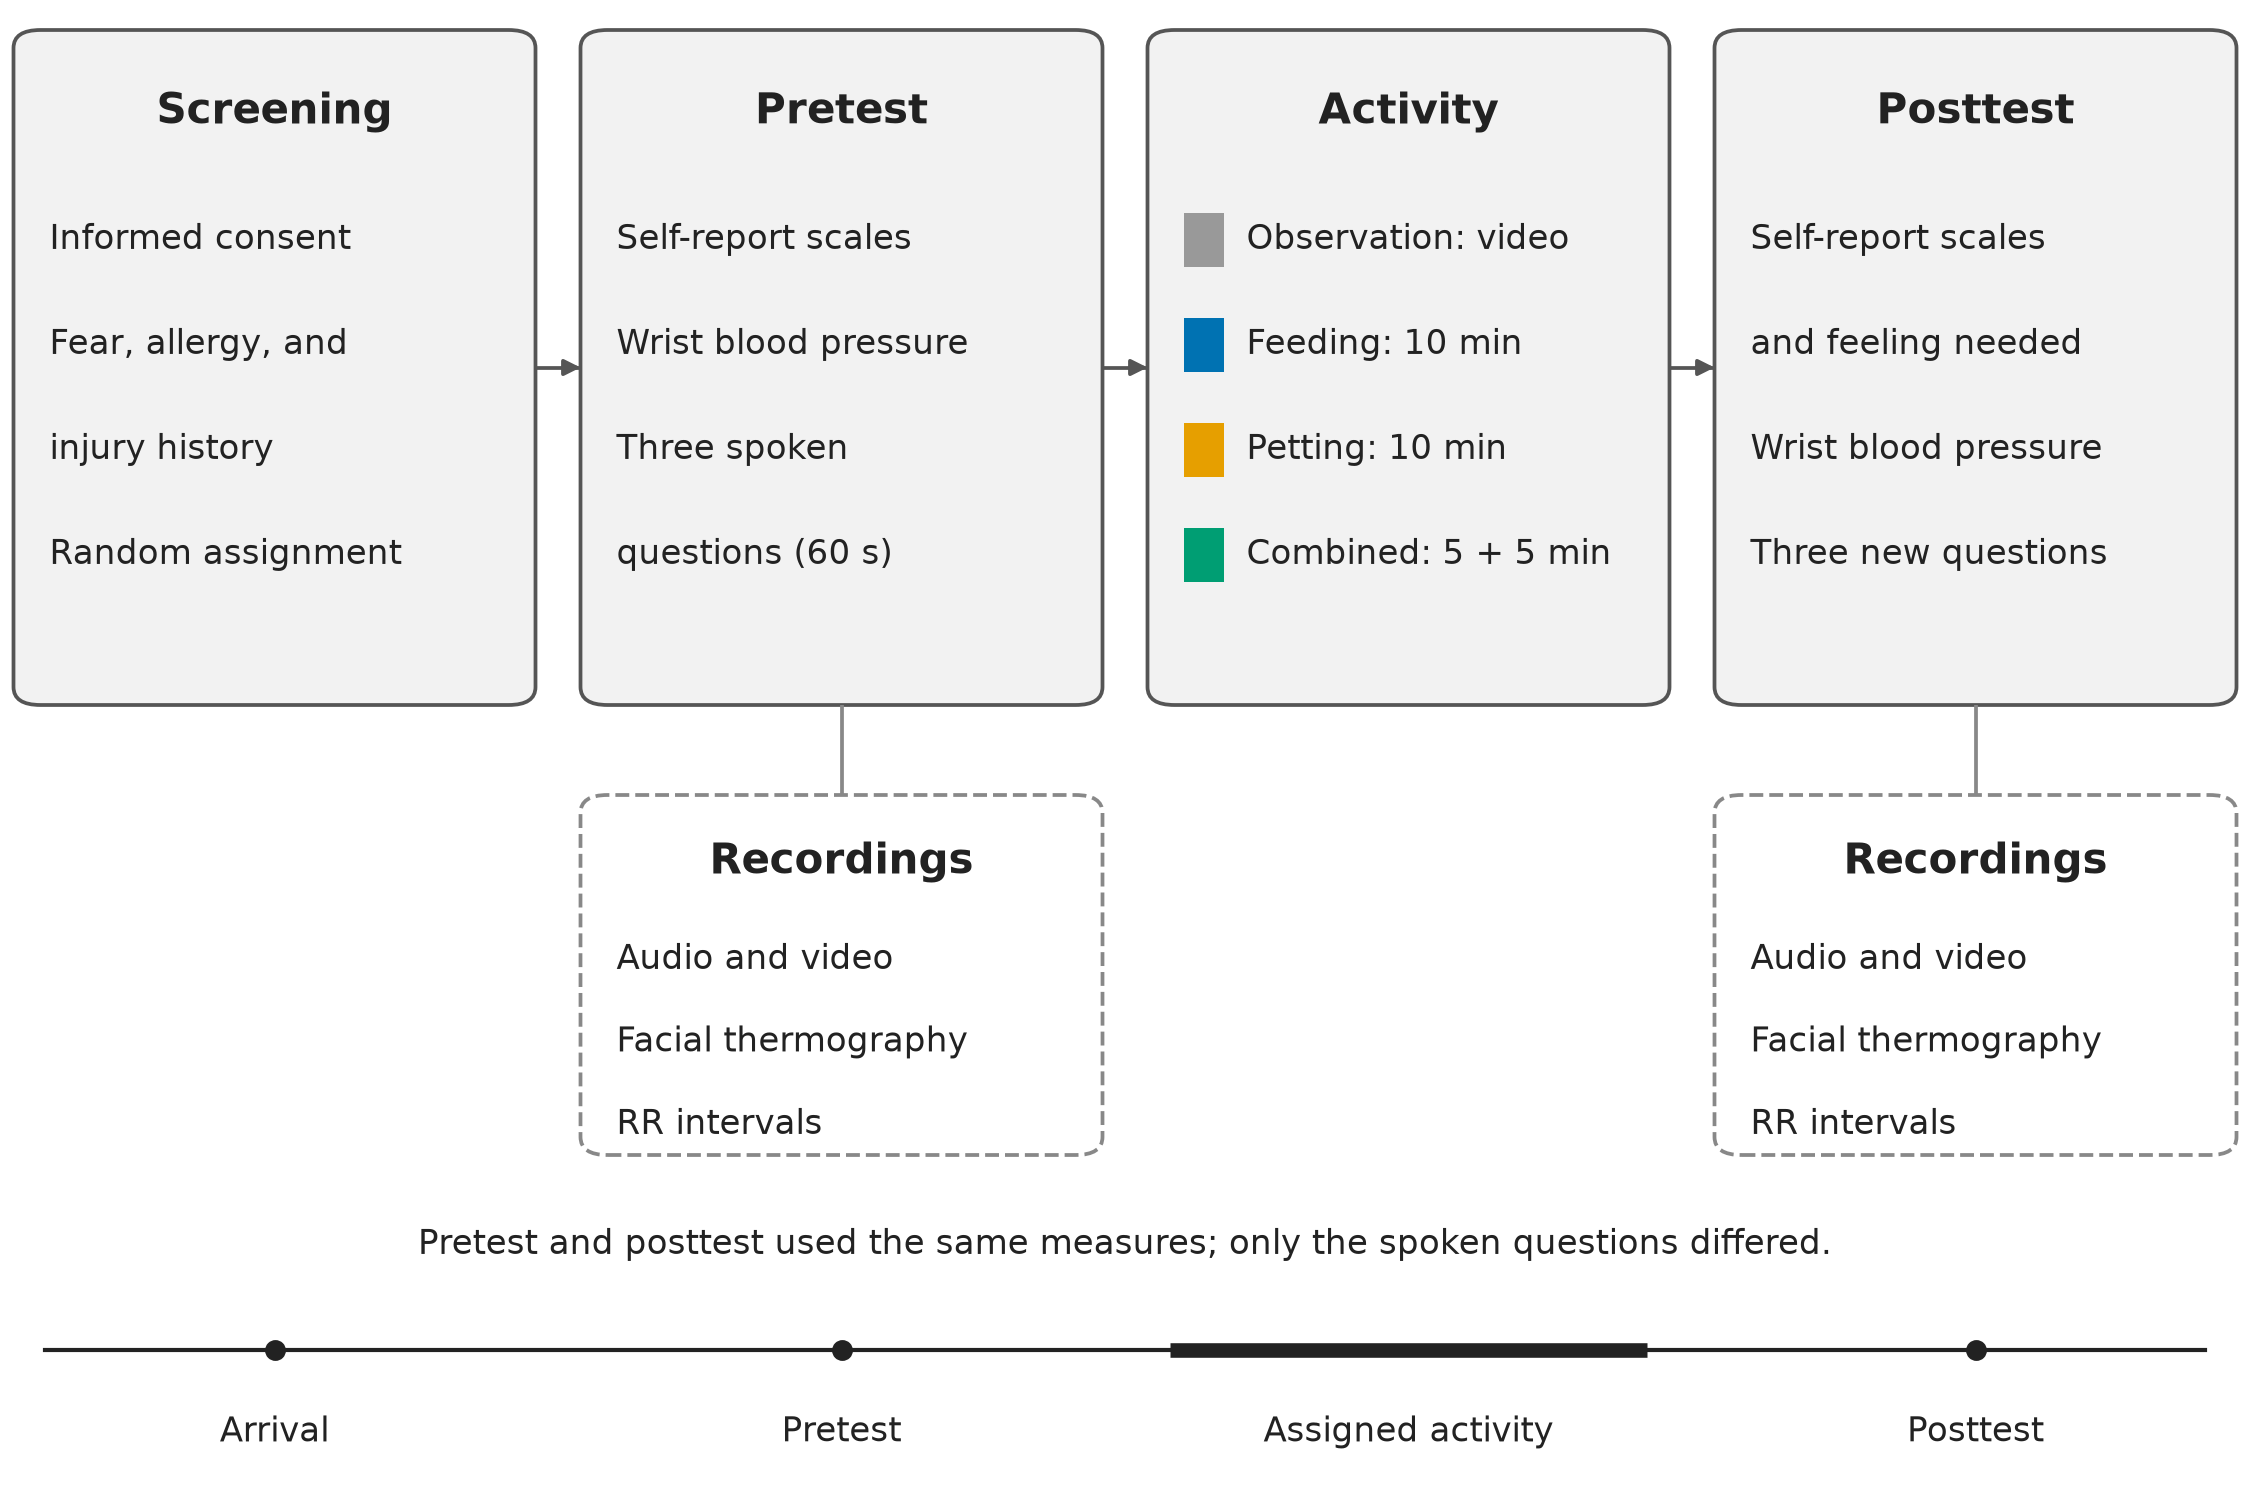 Screening
Informed consent
Fear, allergy, and
injury history
Random assignment
Pretest
Self-report scales
Wrist blood pressure
Three spoken
questions (60 s)
Activity
Observation: video
Feeding: 10 min
Petting: 10 min
Combined: 5 + 5 min
Posttest
Self-report scales
and feeling needed
Wrist blood pressure
Three new questions
Recordings
Audio and video
Facial thermography
RR intervals
Recordings
Audio and video
Facial thermography
RR intervals
Pretest and posttest used the same measures; only the spoken questions differed.
Arrival
Pretest
Assigned activity
Posttest